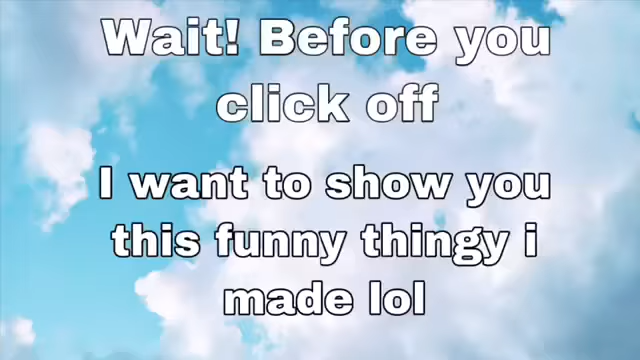 Wait! Before you
click off
I want to show you
this funny thingy i
made lol